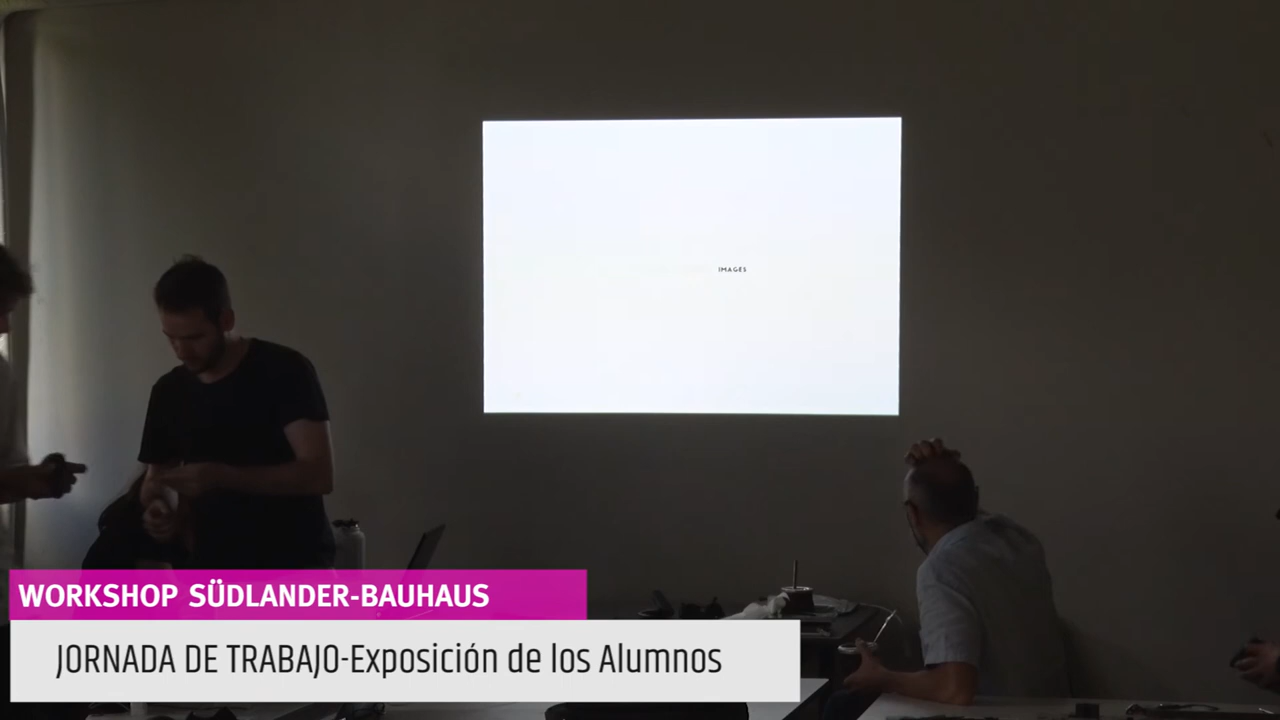 IMAGES
WORKSHOP SÜDLANDER-BAUHAUS
JORNADA DE TRABAJO-Exposición de los Alumnos